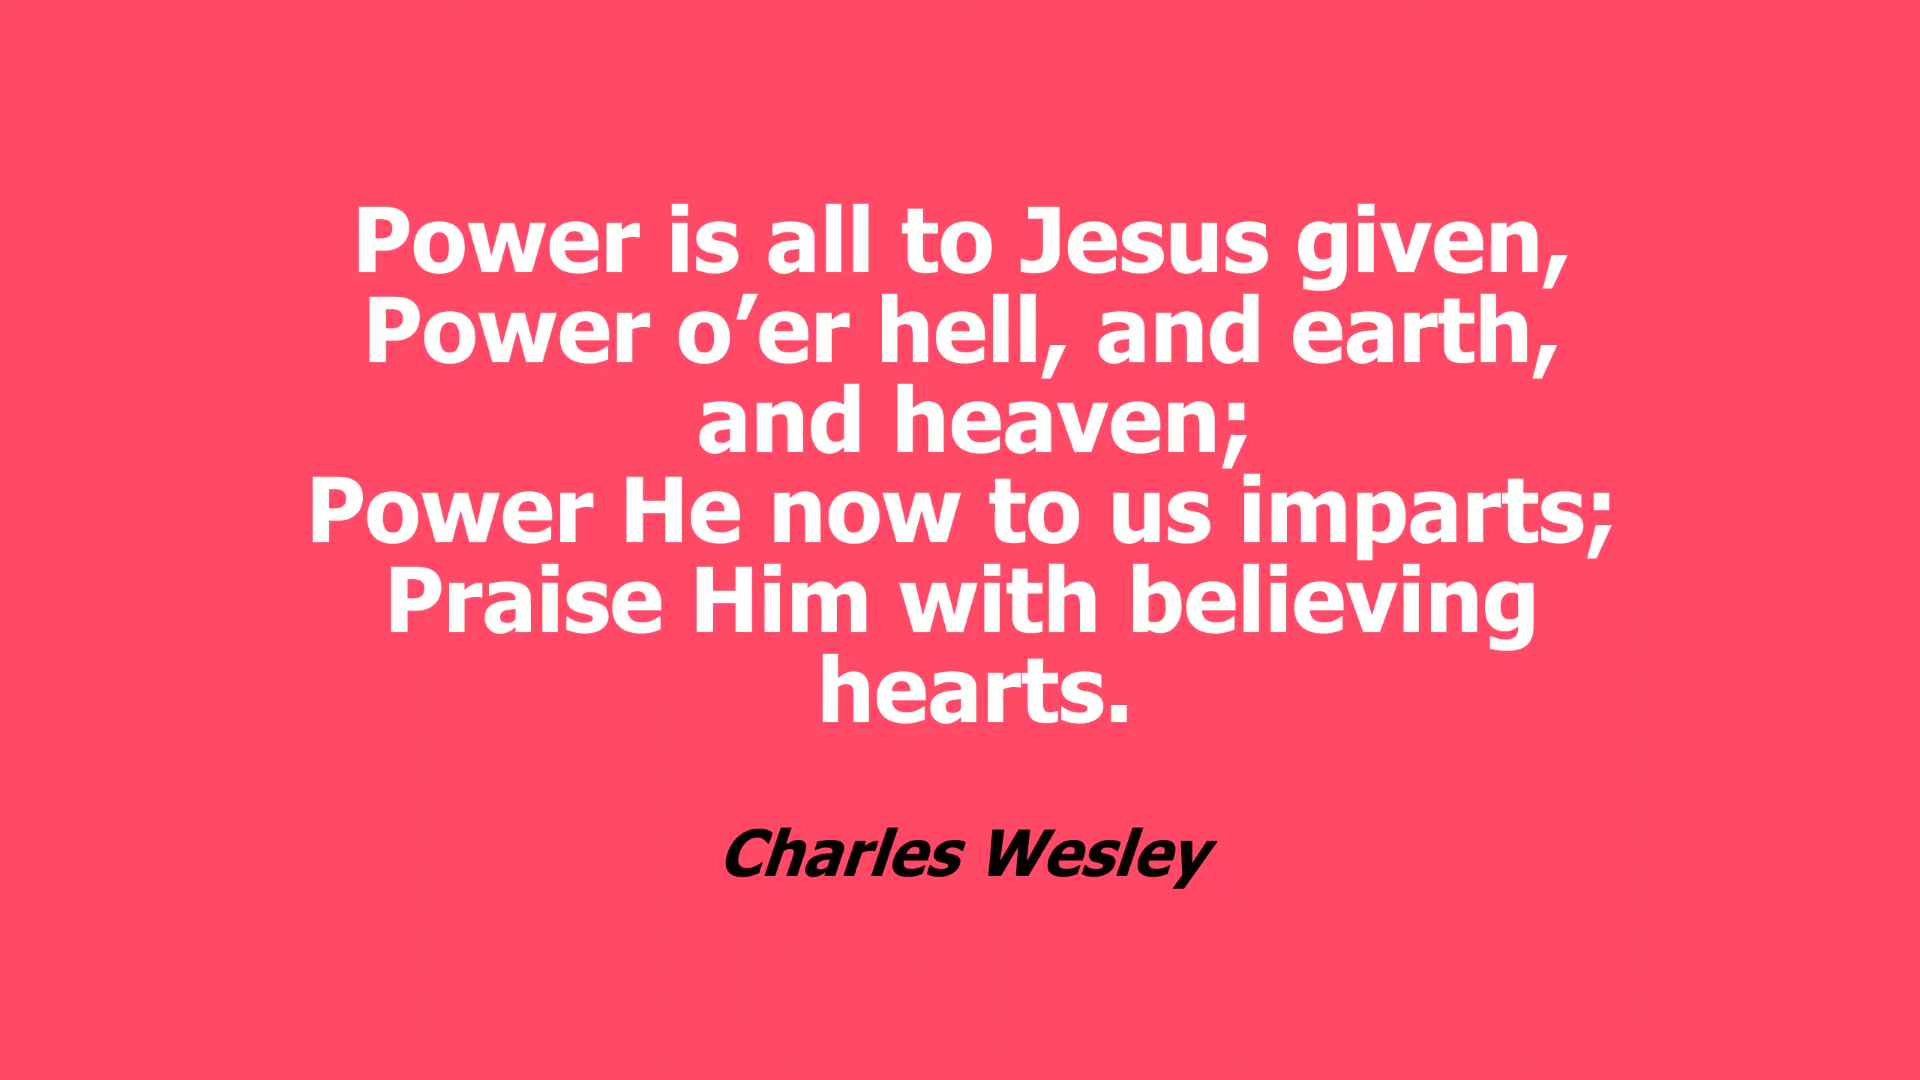 Power is all to Jesus given,
Power o’er hell, and earth,
and heaven;
Power He now to us imparts;
Praise Him with believing
hearts.
Charles Wesley